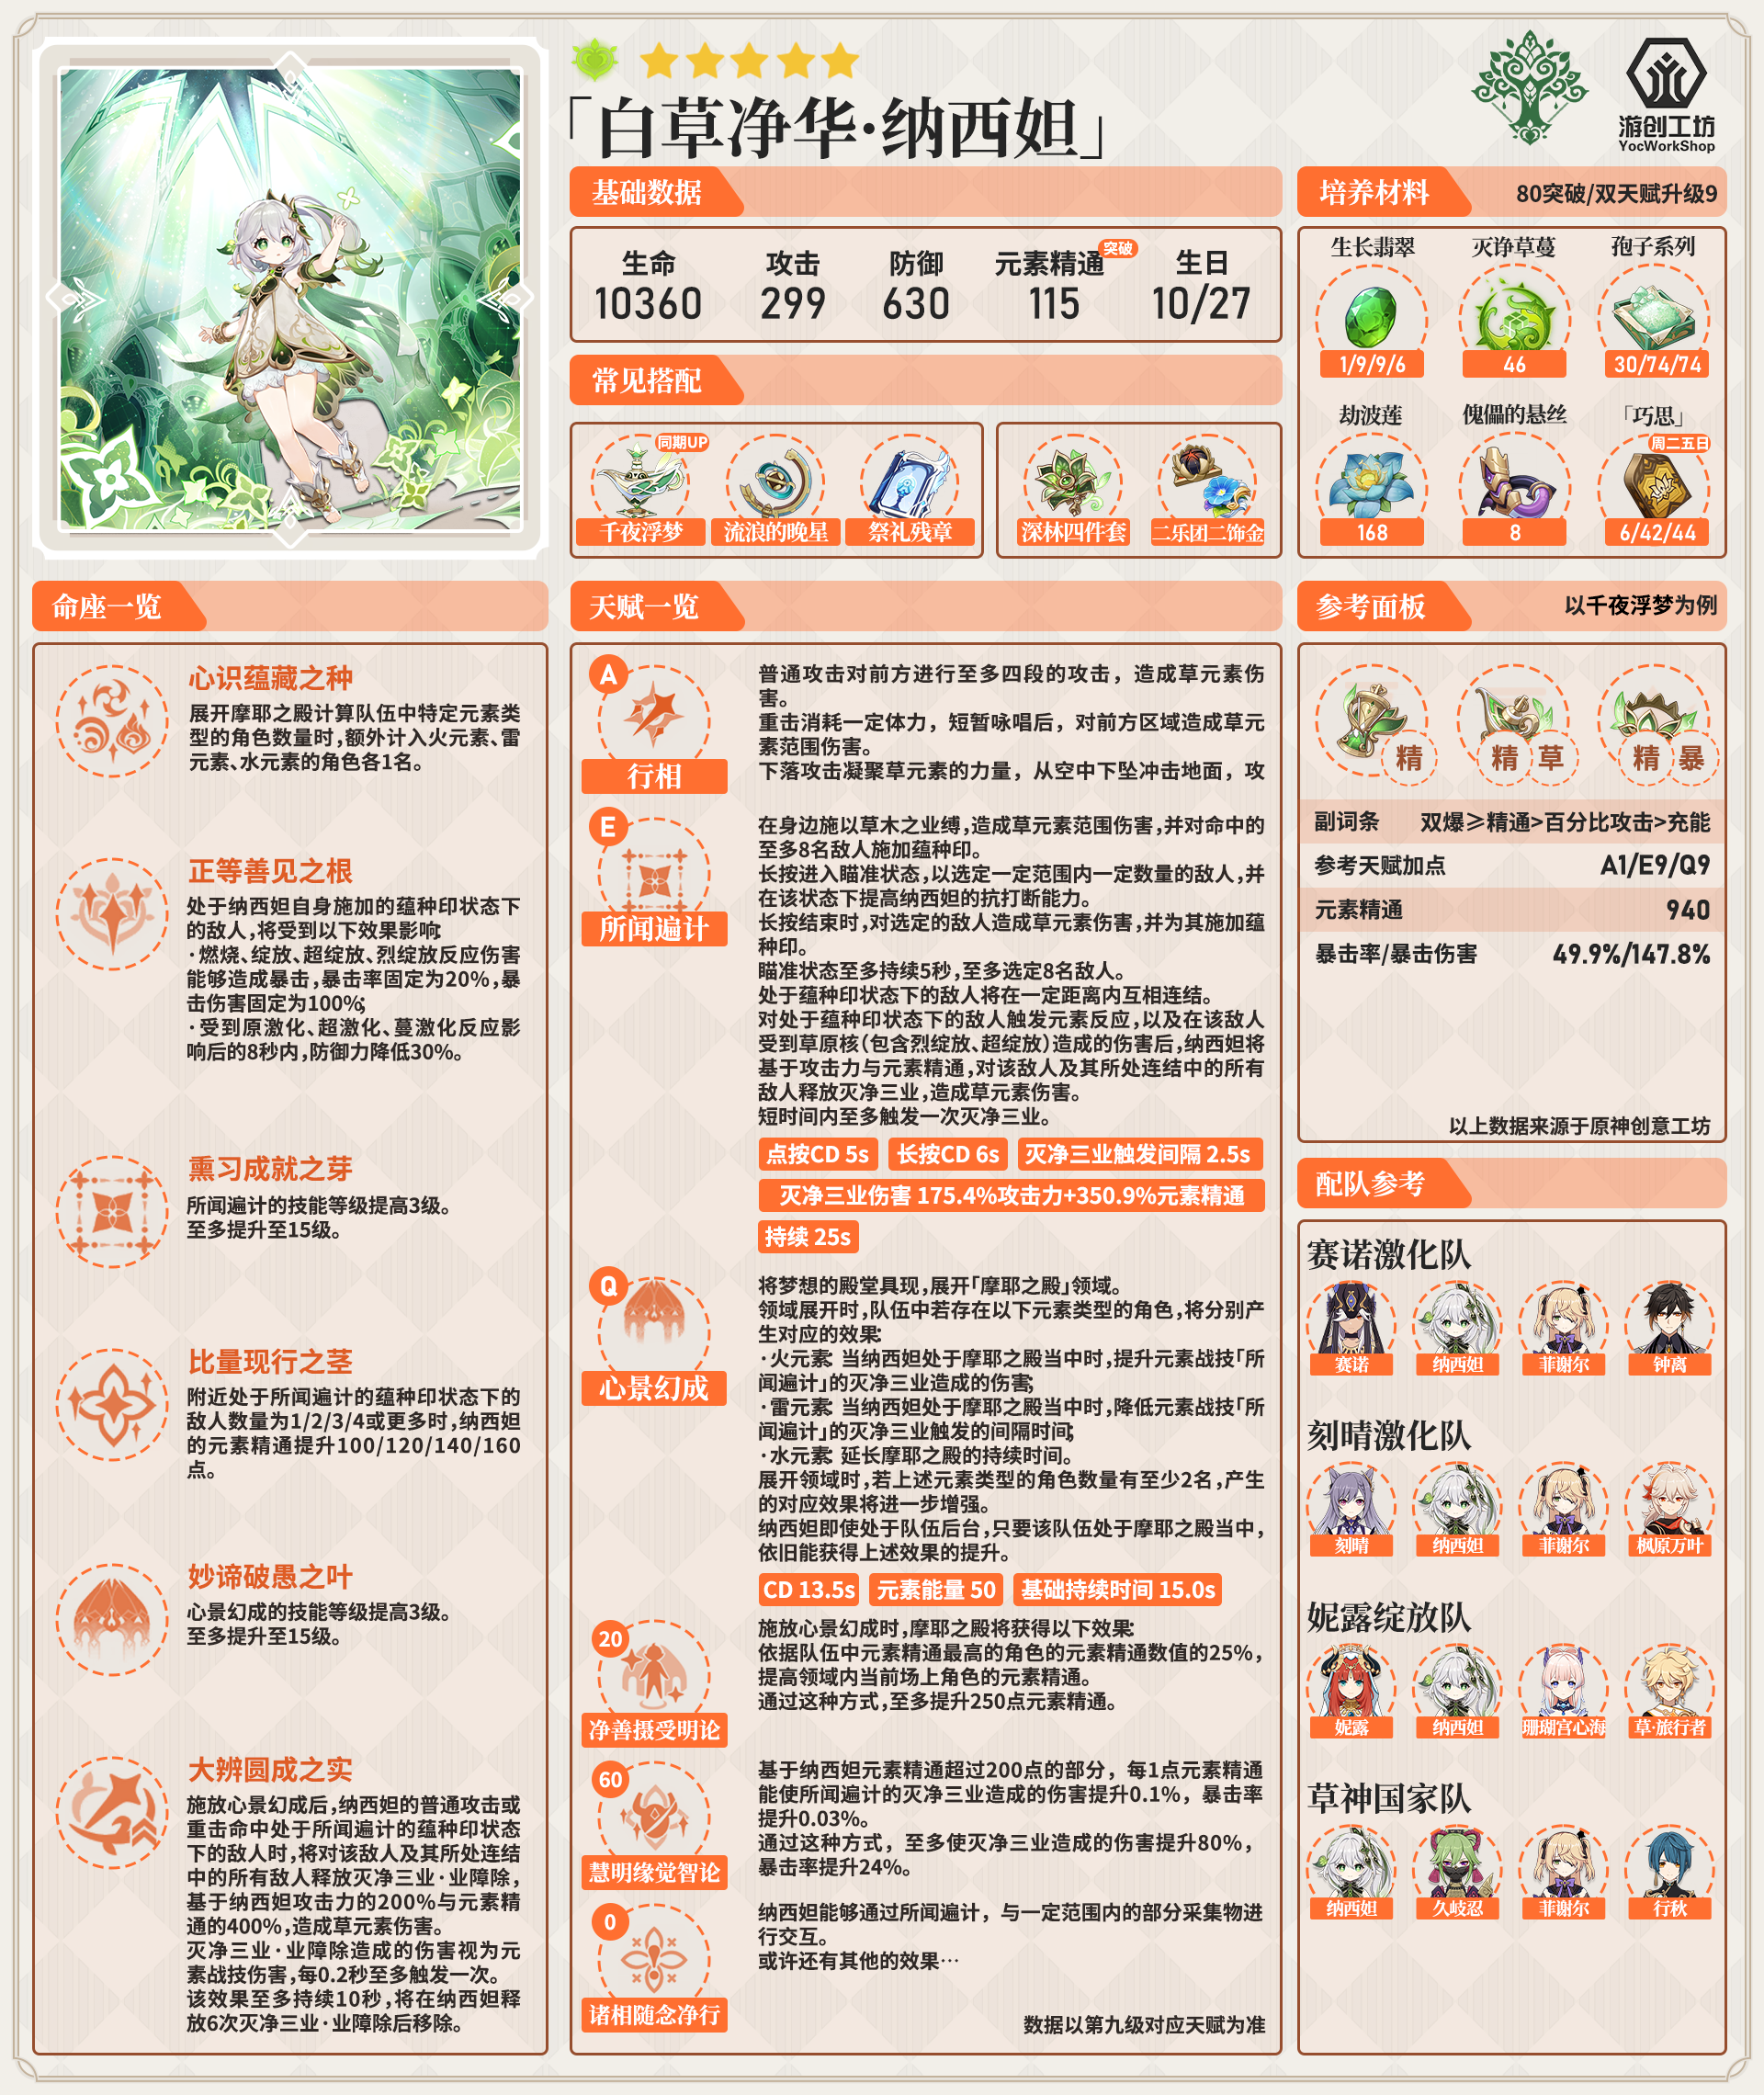 「白草净华·纳西妲」
游创工坊
YocWorkShop
基础数据
生命
10360
攻击
299
防御
630
元素精通
突破
115
生日
10/27
常见搭配
同期UP
千夜浮梦
流浪的晚星
祭礼残章
深林四件套
二乐团二饰金
培养材料
80突破/双天赋升级9
生长翡翠
1/9/9/6
灭诤草蔓
46
孢子系列
30/74/74
劫波莲
168
傀儡的悬丝
8
「巧思」
周二五日
6/42/44
命座一览
心识蕴藏之种
展开摩耶之殿计算队伍中特定元素类
型的角色数量时,额外计入火元素、雷
元素、水元素的角色各1名。
正等善见之根
处于纳西妲自身施加的蕴种印状态下
的敌人,将受到以下效果影响:
·燃烧、绽放、超绽放、烈绽放反应伤害
能够造成暴击,暴击率固定为20%,暴
击伤害固定为100%;
·受到原激化、超激化、蔓激化反应影
响后的8秒内,防御力降低30%。
熏习成就之芽
所闻遍计的技能等级提高3级。
至多提升至15级。
比量现行之茎
附近处于所闻遍计的蕴种印状态下的
敌人数量为1/2/3/4或更多时,纳西妲
的元素精通提升100/120/140/160
点。
妙谛破愚之叶
心景幻成的技能等级提高3级。
至多提升至15级。
大辨圆成之实
施放心景幻成后,纳西妲的普通攻击或
重击命中处于所闻遍计的蕴种印状态
下的敌人时,将对该敌人及其所处连结
中的所有敌人释放灭净三业·业障除,
基于纳西妲攻击力的200%与元素精
通的400%,造成草元素伤害。
灭净三业·业障除造成的伤害视为元
素战技伤害,每0.2秒至多触发一次。
该效果至多持续10秒,将在纳西妲释
放6次灭净三业·业障除后移除。
天赋一览
A
行相
普通攻击对前方进行至多四段的攻击，造成草元素伤
害。
重击消耗一定体力，短暂咏唱后，对前方区域造成草元
素范围伤害。
下落攻击凝聚草元素的力量，从空中下坠冲击地面，攻
E
所闻遍计
在身边施以草木之业缚,造成草元素范围伤害,并对命中的
至多8名敌人施加蕴种印。
长按进入瞄准状态,以选定一定范围内一定数量的敌人,并
在该状态下提高纳西妲的抗打断能力。
长按结束时,对选定的敌人造成草元素伤害,并为其施加蕴
种印。
瞄准状态至多持续5秒,至多选定8名敌人。
处于蕴种印状态下的敌人将在一定距离内互相连结。
对处于蕴种印状态下的敌人触发元素反应,以及在该敌人
受到草原核(包含烈绽放、超绽放)造成的伤害后,纳西妲将
基于攻击力与元素精通,对该敌人及其所处连结中的所有
敌人释放灭净三业,造成草元素伤害。
短时间内至多触发一次灭净三业。
点按CD 5s
长按CD 6s
灭净三业触发间隔 2.5s
灭净三业伤害 175.4%攻击力+350.9%元素精通
持续 25s
Q
心景幻成
将梦想的殿堂具现,展开「摩耶之殿」领域。
领域展开时,队伍中若存在以下元素类型的角色,将分别产
生对应的效果:
·火元素: 当纳西妲处于摩耶之殿当中时,提升元素战技「所
闻遍计」的灭净三业造成的伤害;
·雷元素: 当纳西妲处于摩耶之殿当中时,降低元素战技「所
闻遍计」的灭净三业触发的间隔时间;
·水元素: 延长摩耶之殿的持续时间。
展开领域时,若上述元素类型的角色数量有至少2名,产生
的对应效果将进一步增强。
纳西妲即使处于队伍后台,只要该队伍处于摩耶之殿当中,
依旧能获得上述效果的提升。
CD 13.5s
元素能量 50
基础持续时间 15.0s
20
净善摄受明论
施放心景幻成时,摩耶之殿将获得以下效果:
依据队伍中元素精通最高的角色的元素精通数值的25%,
提高领域内当前场上角色的元素精通。
通过这种方式,至多提升250点元素精通。
60
慧明缘觉智论
基于纳西妲元素精通超过200点的部分，每1点元素精通
能使所闻遍计的灭净三业造成的伤害提升0.1%，暴击率
提升0.03%。
通过这种方式，至多使灭净三业造成的伤害提升80%，
暴击率提升24%。
0
诸相随念净行
纳西妲能够通过所闻遍计，与一定范围内的部分采集物进
行交互。
或许还有其他的效果…
数据以第九级对应天赋为准
参考面板
以千夜浮梦为例
精
精 草
精 暴
副词条 双爆≥精通>百分比攻击>充能
参考天赋加点 A1/E9/Q9
元素精通 940
暴击率/暴击伤害 49.9%/147.8%
以上数据来源于原神创意工坊
配队参考
赛诺激化队
赛诺 纳西妲 菲谢尔 钟离
刻晴激化队
刻晴 纳西妲 菲谢尔 枫原万叶
妮露绽放队
妮露 纳西妲 珊瑚宫心海 草·旅行者
草神国家队
纳西妲 久岐忍 菲谢尔 行秋